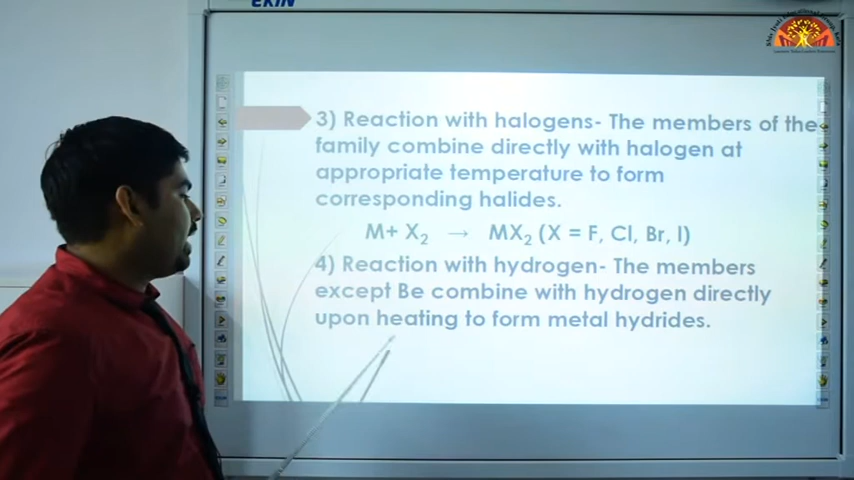 EKIN
3) Reaction with halogens- The members of the
family combine directly with halogen at
appropriate temperature to form
corresponding halides.
M+ X₂ → MX₂ (X = F, Cl, Br, I)
4) Reaction with hydrogen- The members
except Be combine with hydrogen directly
upon heating to form metal hydrides.